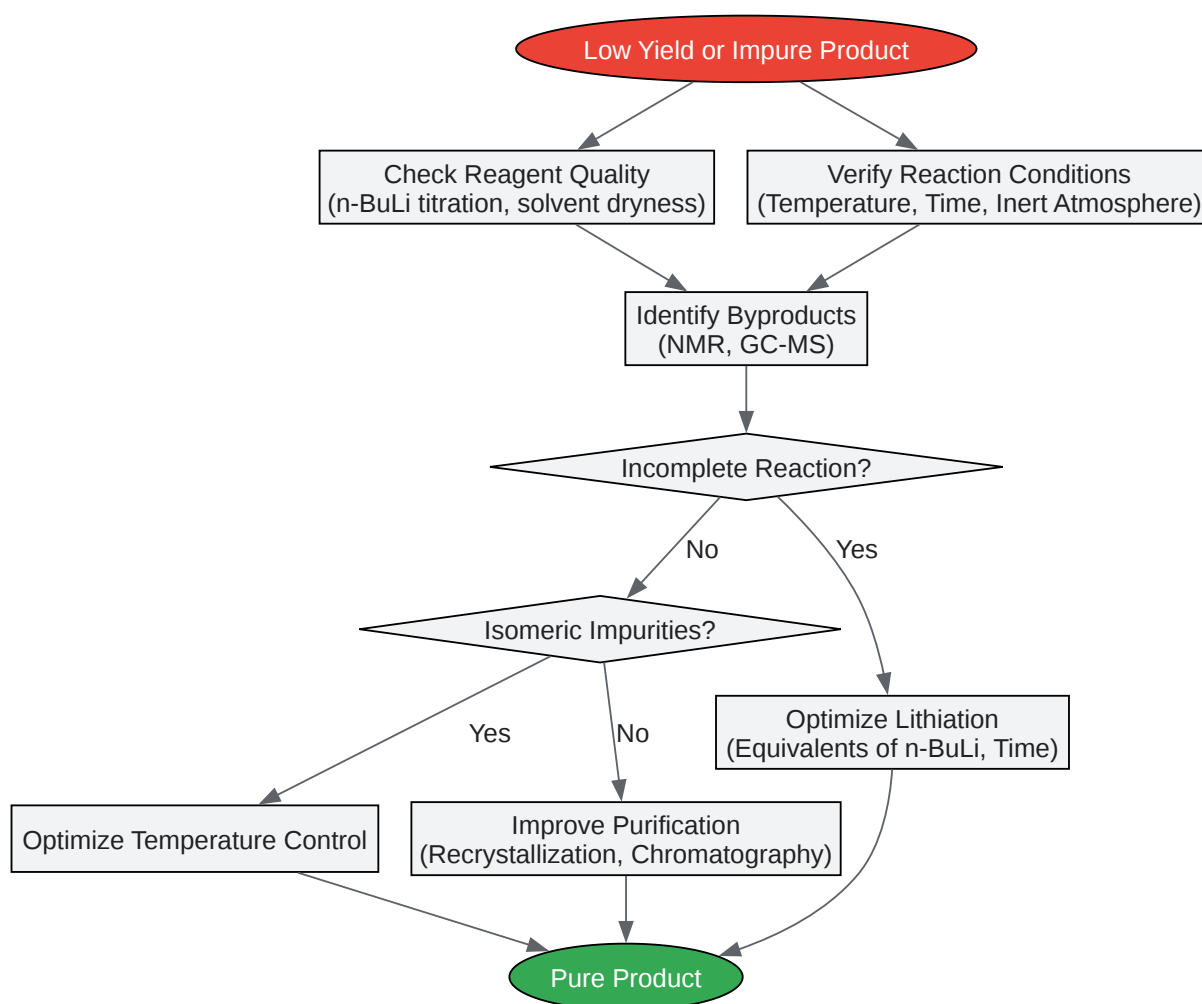 Low Yield or Impure Product
Check Reagent Quality
(n-BuLi titration, solvent dryness)
Verify Reaction Conditions
(Temperature, Time, Inert Atmosphere)
Identify Byproducts
(NMR, GC-MS)
Incomplete Reaction?
No
Yes
Isomeric Impurities?
Yes
No
Optimize Lithiation
(Equivalents of n-BuLi, Time)
Optimize Temperature Control
Improve Purification
(Recrystallization, Chromatography)
Pure Product